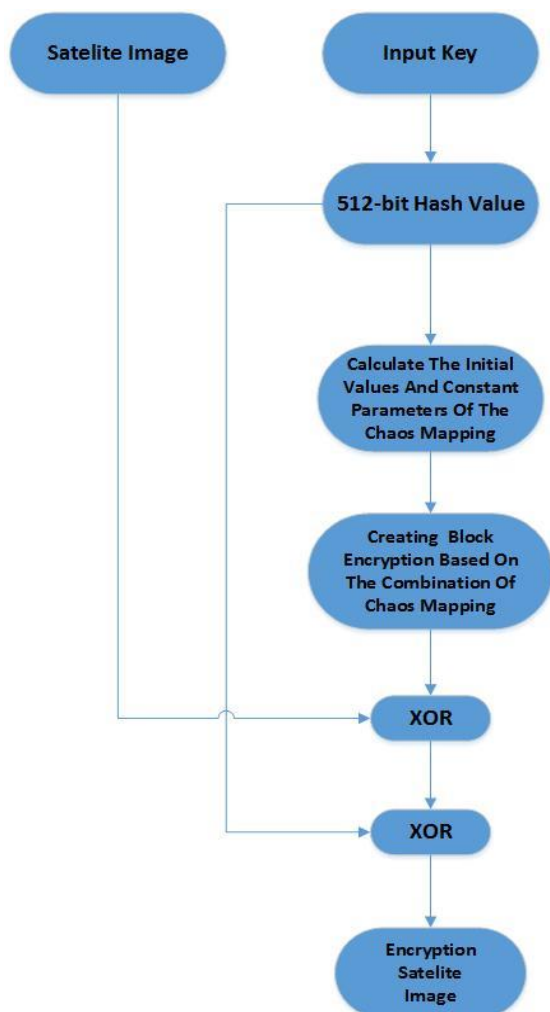 Satelite Image
Input Key
512-bit Hash Value
Calculate The Initial
Values And Constant
Parameters Of The
Chaos Mapping
Creating Block
Encryption Based On
The Combination Of
Chaos Mapping
XOR
XOR
Encryption
Satelite
Image